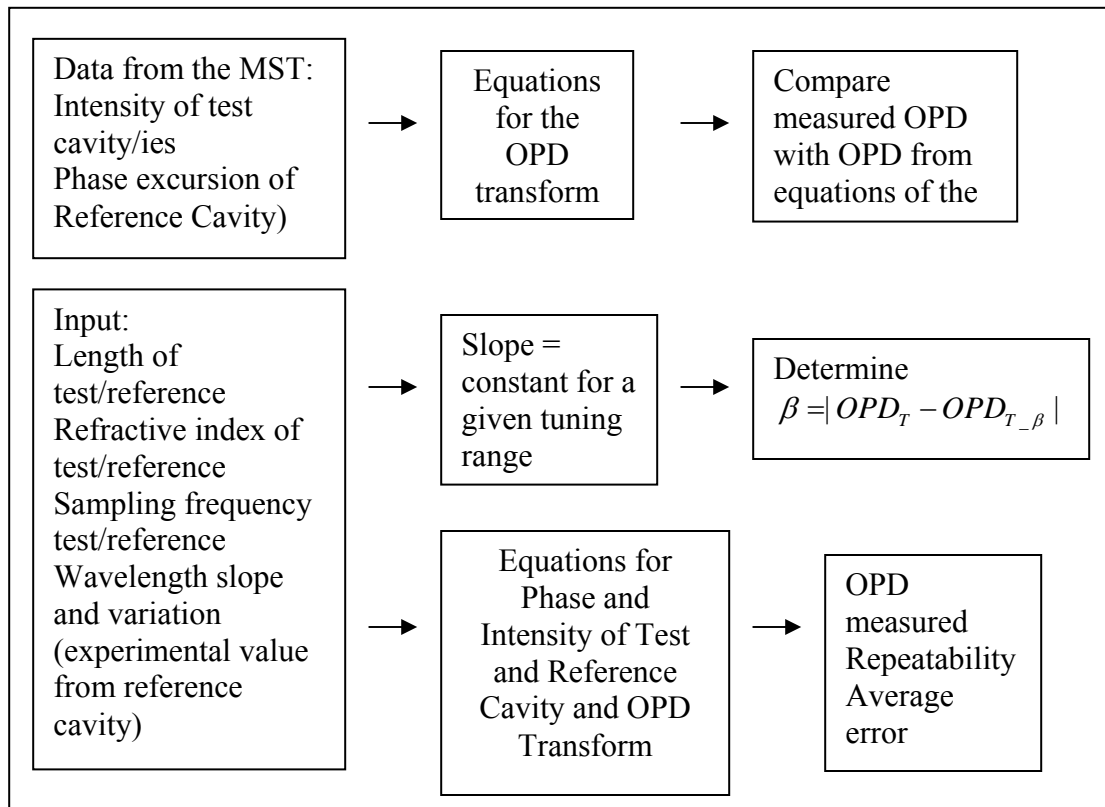 Data from the MST:
Intensity of test
cavity/ies
Phase excursion of
Reference Cavity)
Equations
for the
OPD
transform
Compare
measured OPD
with OPD from
equations of the
Input:
Length of
test/reference
Refractive index of
test/reference
Sampling frequency
test/reference
Wavelength slope
and variation
(experimental value
from reference
cavity)
Slope =
constant for a
given tuning
range
Determine
β =| OPD_T − OPD_{T_β} |
Equations for
Phase and
Intensity of Test
and Reference
Cavity and OPD
Transform
OPD
measured
Repeatability
Average
error